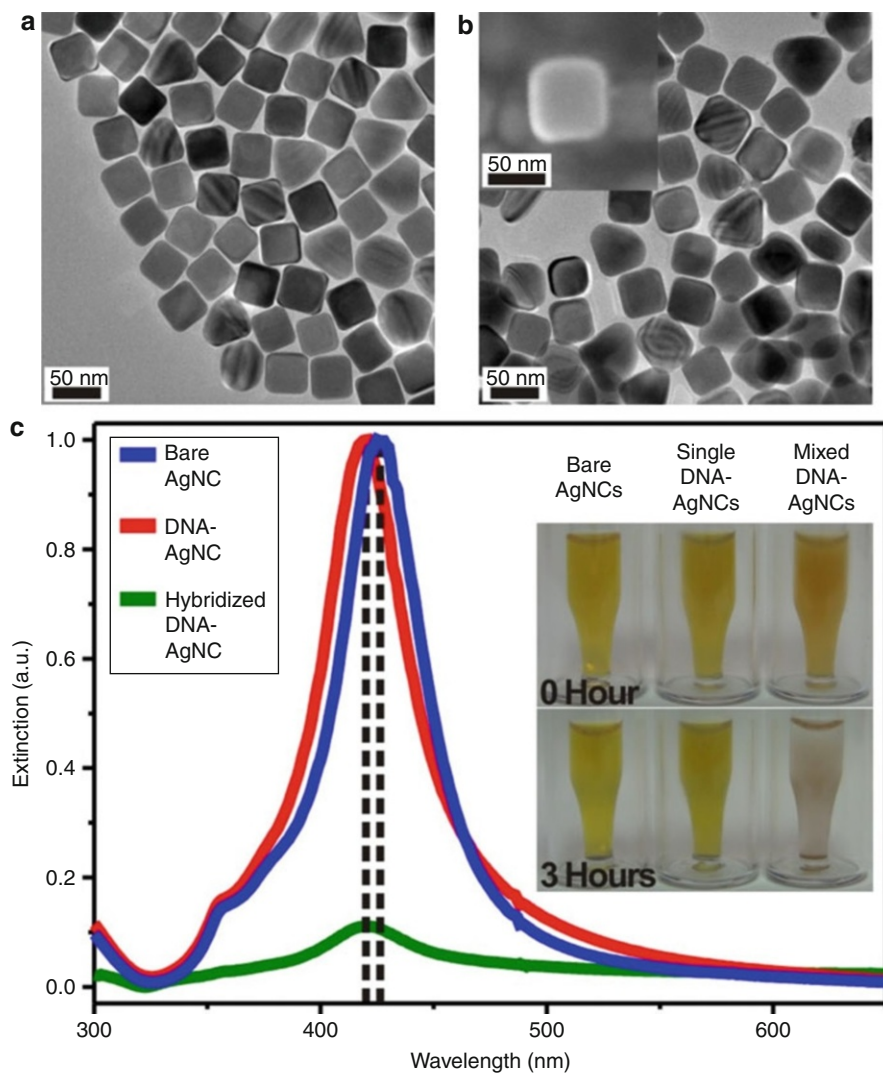 a
50 nm
b
50 nm
50 nm
c
Extinction (a.u.)
1.0
0.8
0.6
0.4
0.2
0.0
Bare
AgNC
DNA-
AgNC
Hybridized
DNA-
AgNC
Bare
AgNCs
Single
DNA-
AgNCs
Mixed
DNA-
AgNCs
0 Hour
3 Hours
300
400
500
600
Wavelength (nm)